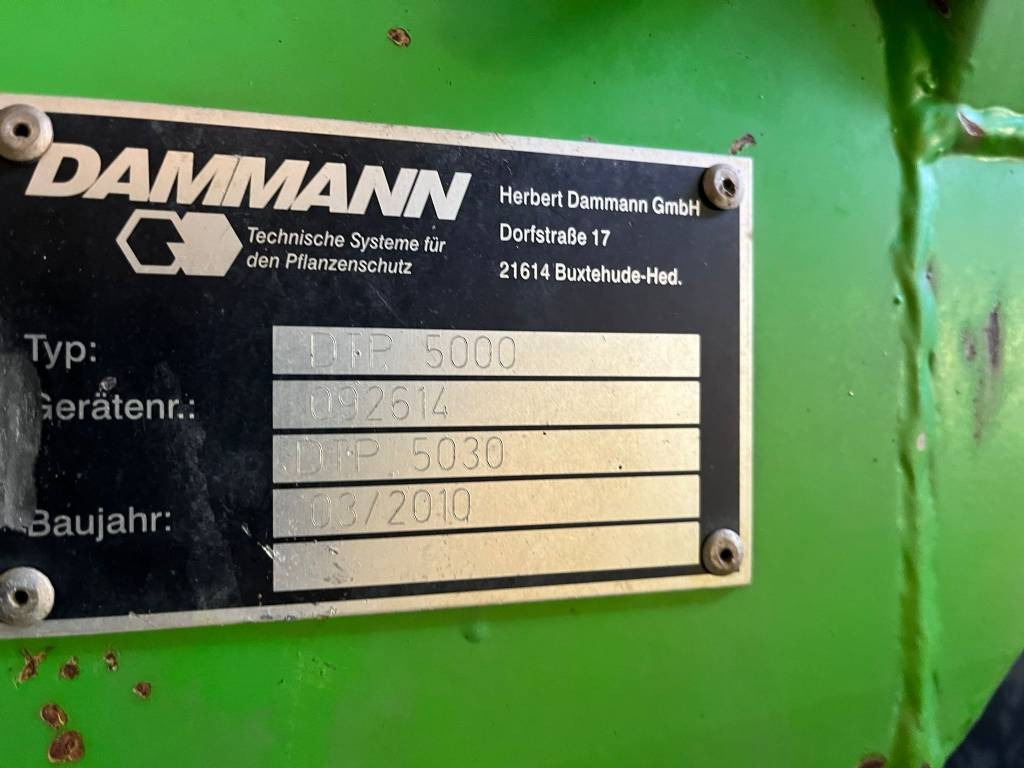 DAMMANN
Technische Systeme für
den Pflanzenschutz
Herbert Dammann GmbH
Dorfstraße 17
21614 Buxtehude-Hed.
Typ: DTP 5000
Gerätenr.: 092614
DTP 5030
Baujahr: 03/2010